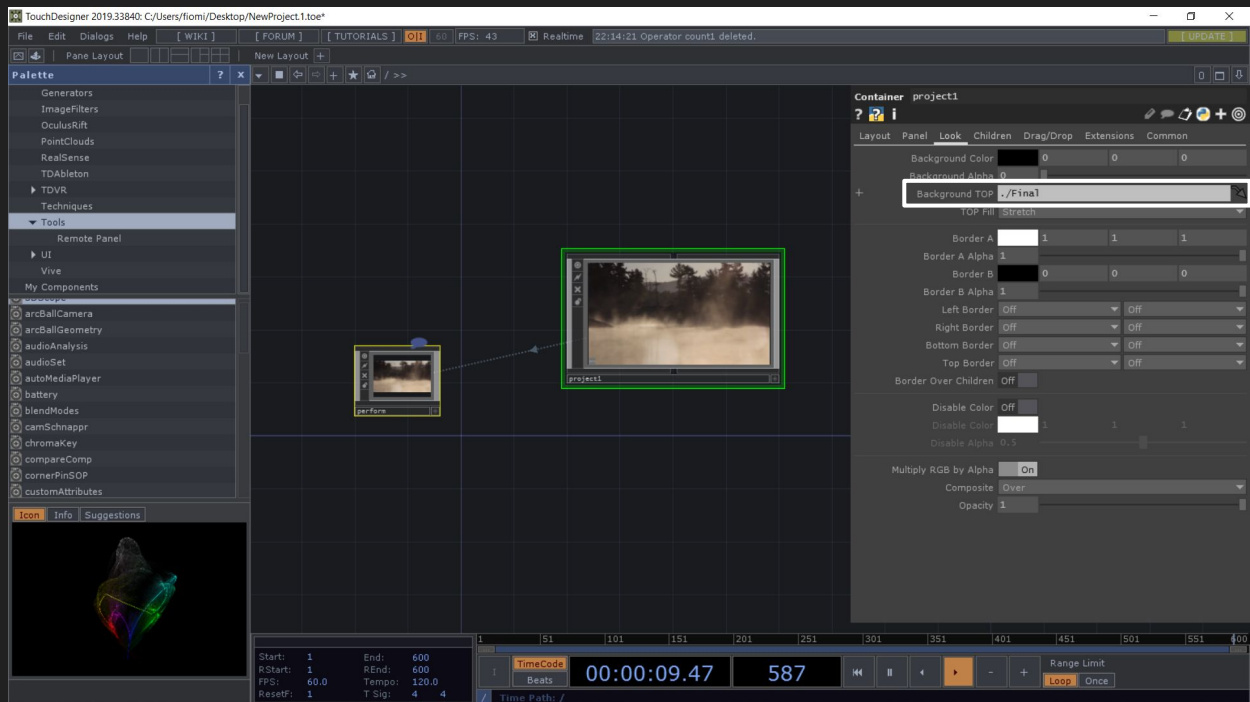 TouchDesigner 2019.33840: C:/Users/fiomi/Desktop/NewProject.1.toe*
File Edit Dialogs Help [ WIKI ] [ FORUM ] [ TUTORIALS ] O|I 60 FPS: 43 Realtime 22:14:21 Operator count1 deleted. [ UPDATE ]
Pane Layout New Layout +
Palette ? x / >> 0
Generators
ImageFilters
OculusRift
PointClouds
RealSense
TDAbleton
TDVR
Techniques
Tools
Remote Panel
UI
Vive
My Components
arcBallCamera
arcBallGeometry
audioAnalysis
audioSet
autoMediaPlayer
battery
blendModes
camSchnappr
chromaKey
compareComp
cornerPinSOP
customAttributes
Icon Info Suggestions
perform
project1
Container project1
? ? i
Layout Panel Look Children Drag/Drop Extensions Common
Background Color 0 0 0
Background Alpha 0
+ Background TOP ./Final
TOP Fill Stretch
Border A 1 1 1
Border A Alpha 1
Border B 0 0 0
Border B Alpha 1
Left Border Off Off
Right Border Off Off
Bottom Border Off Off
Top Border Off Off
Border Over Children Off
Disable Color Off
Disable Color 1 1 1
Disable Alpha 0.5
Multiply RGB by Alpha On
Composite Over
Opacity 1
1 51 101 151 201 251 301 351 401 451 501 551 600
Start: 1 End: 600
RStart: 1 REnd: 600
FPS: 60.0 Tempo: 120.0
ResetF: 1 T Sig: 4 4
TimeCode
Beats
00:00:09.47 587
- +
Range Limit
Loop Once
/ Time Path: /